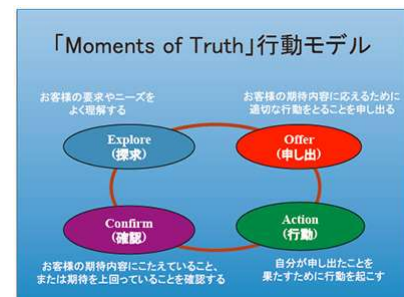 「Moments of Truth」行動モデル
お客様の要求やニーズを
よく理解する
お客様の期待内容に応えるために
適切な行動をとることを申し出る
Explore
(探求)
Offer
(申し出)
Confirm
(確認)
Action
(行動)
お客様の期待内容にこたえていること、
または期待を上回っていることを確認する
自分が申し出たことを
果たすために行動を起こす